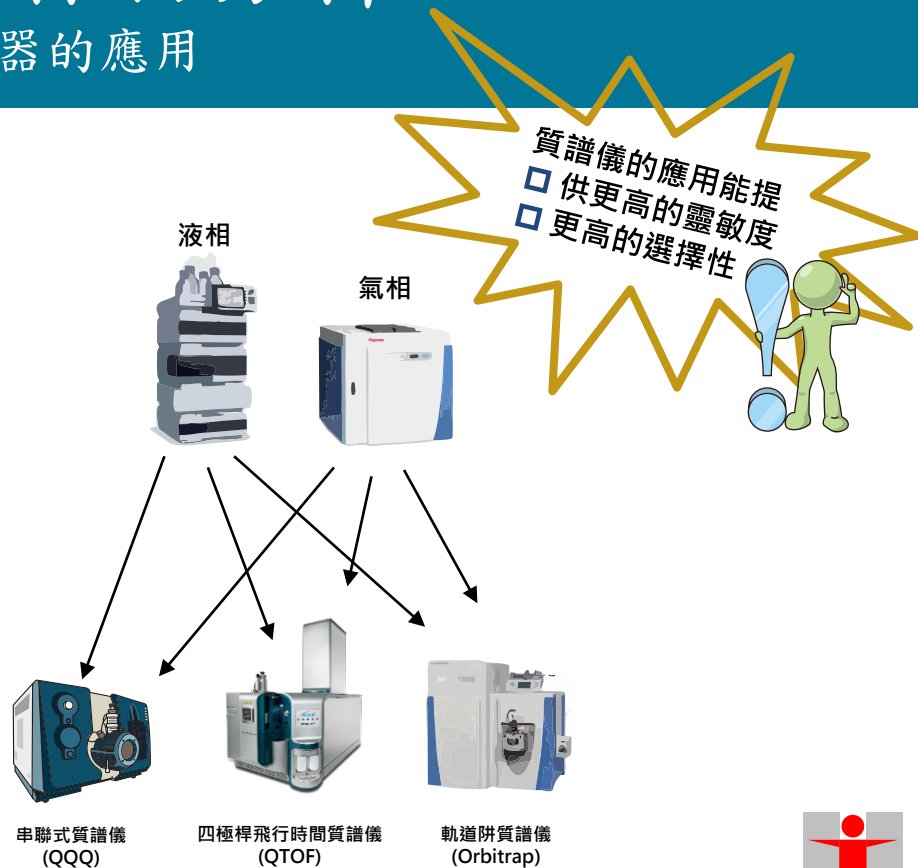 器的應用
質譜儀的應用能提
供更高的靈敏度
更高的選擇性
液相
氣相
串聯式質譜儀
(QQQ)
四極桿飛行時間質譜儀
(QTOF)
軌道阱質譜儀
(Orbitrap)